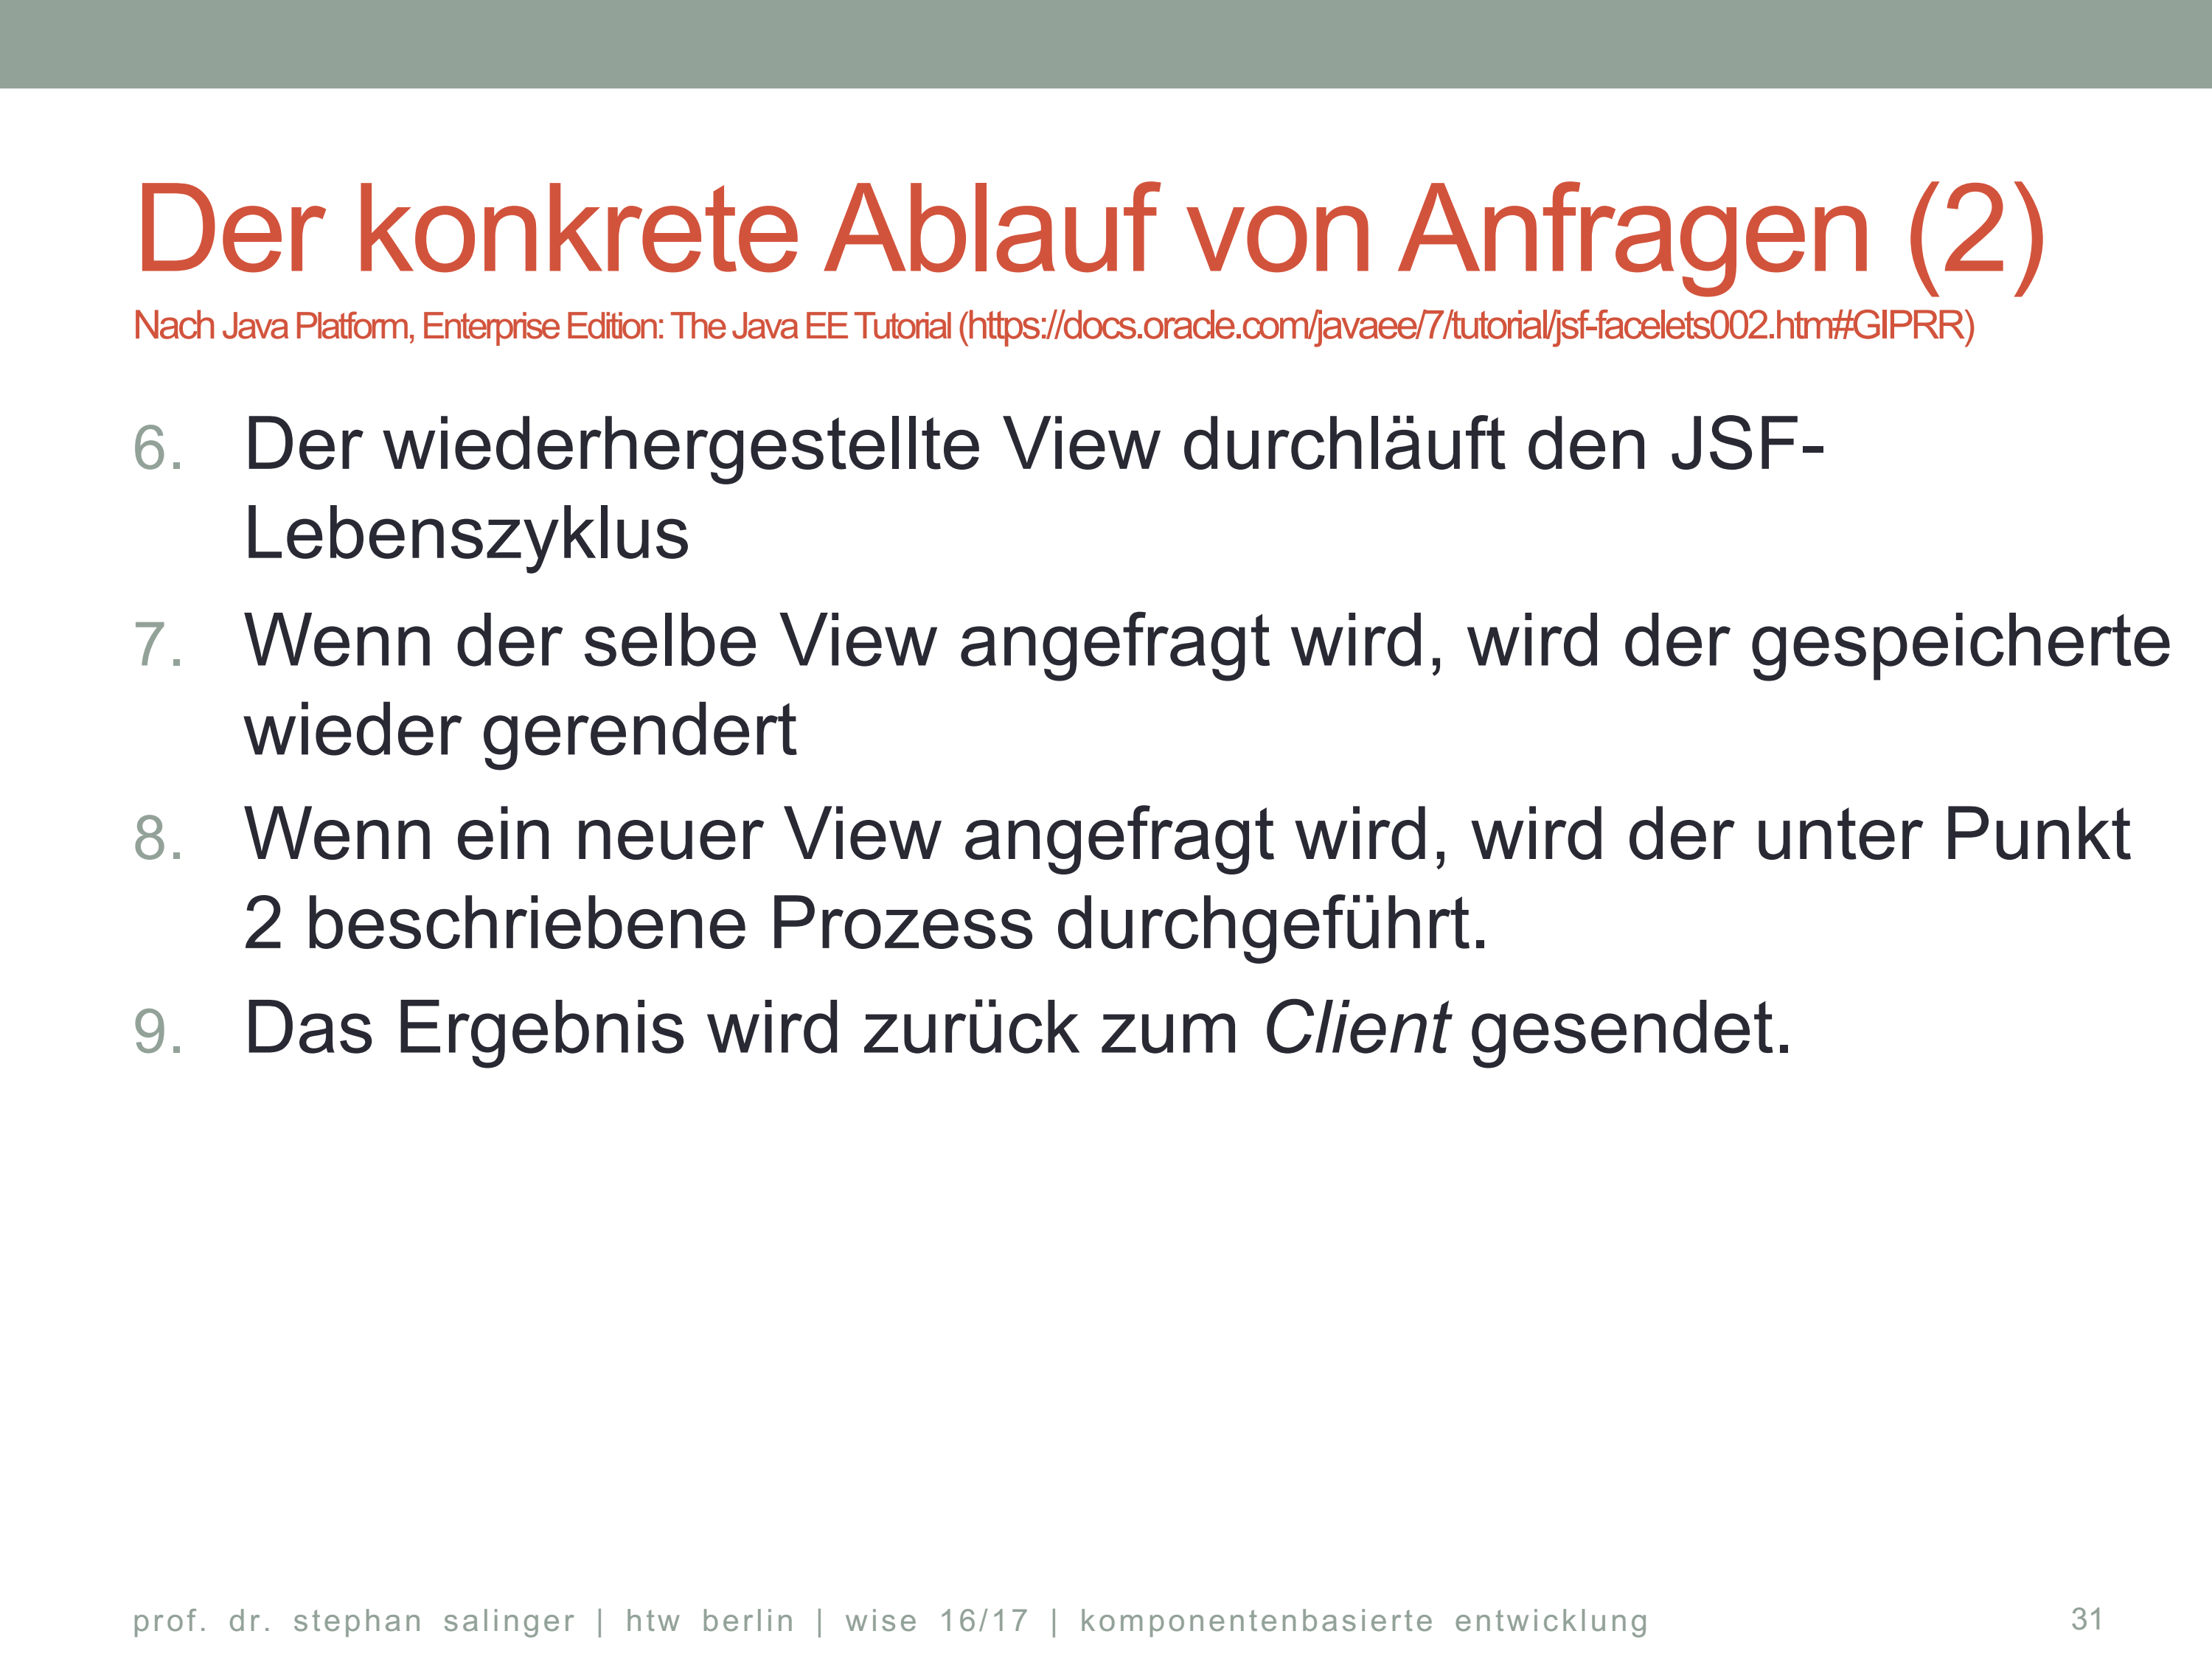 Der konkrete Ablauf von Anfragen (2)
Nach Java Platform, Enterprise Edition: The Java EE Tutorial (https://docs.oracle.com/javaee/7/tutorial/jsf-facelets002.htm#GIPRR)
6. Der wiederhergestellte View durchläuft den JSF-
Lebenszyklus
7. Wenn der selbe View angefragt wird, wird der gespeicherte
wieder gerendert
8. Wenn ein neuer View angefragt wird, wird der unter Punkt
2 beschriebene Prozess durchgeführt.
9. Das Ergebnis wird zurück zum Client gesendet.
prof. dr. stephan salinger | htw berlin | wise 16/17 | komponentenbasierte entwicklung
31